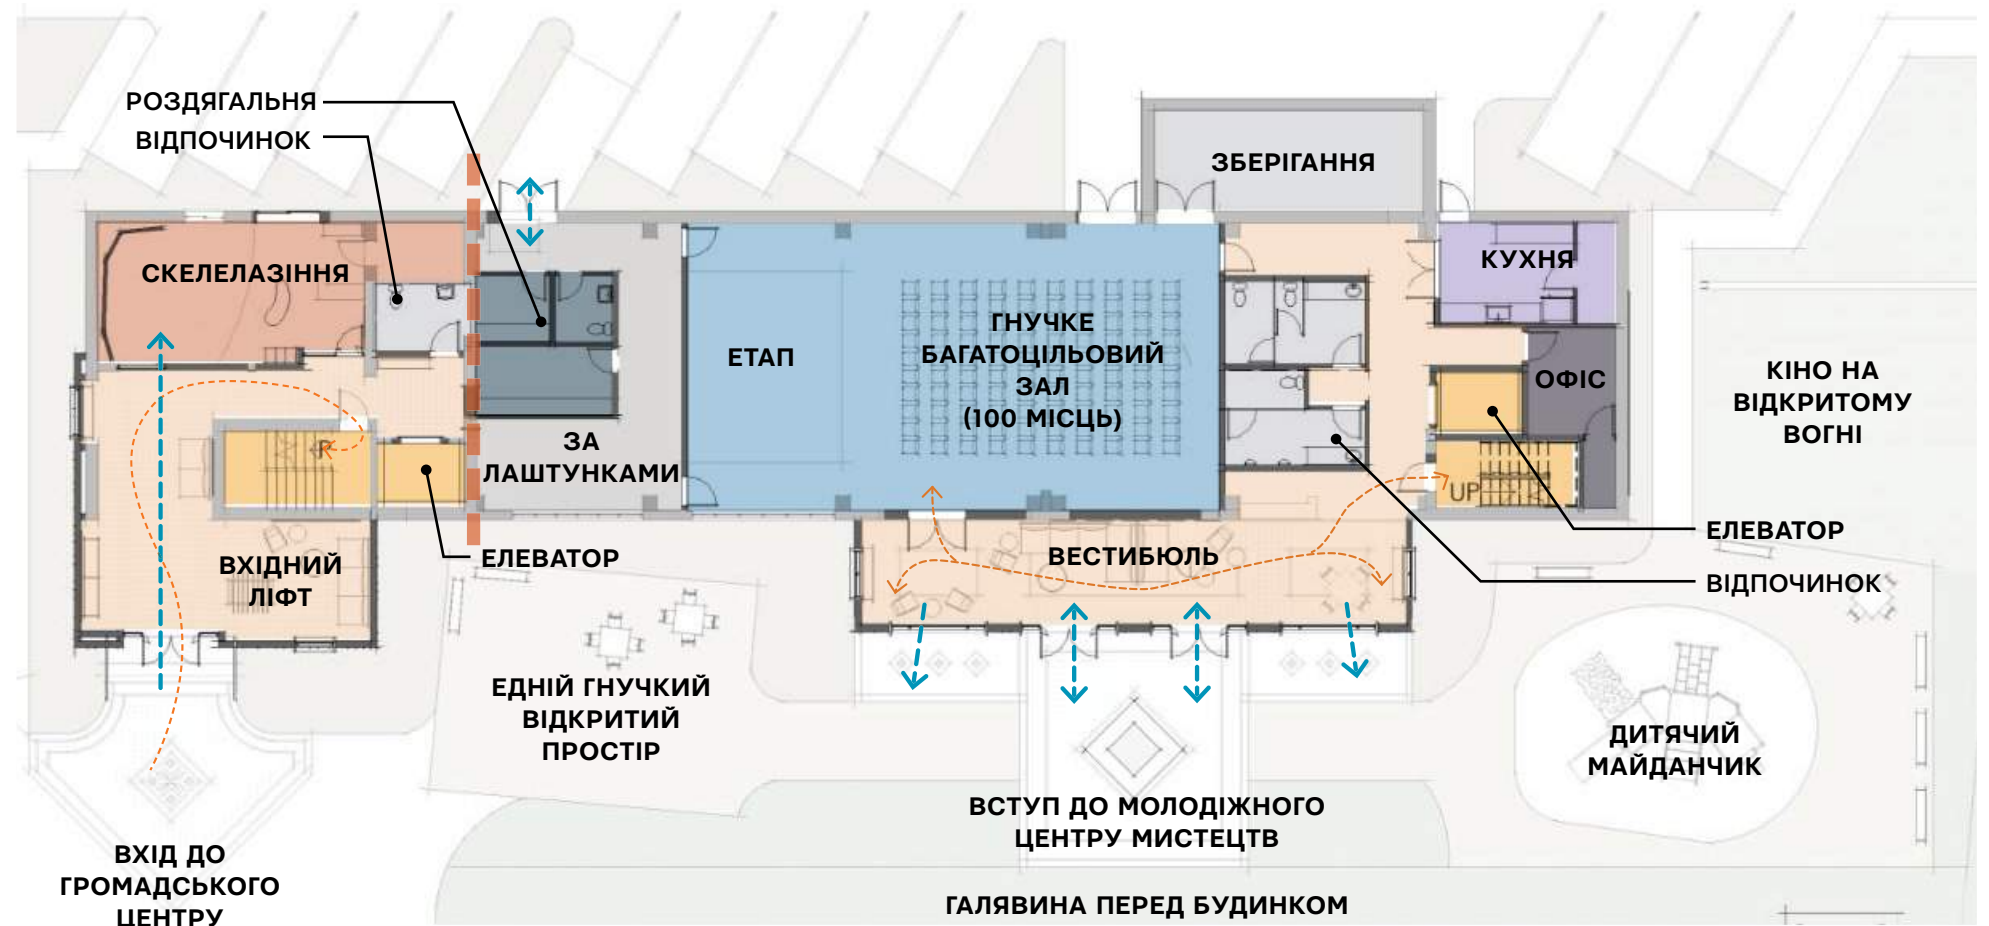 РОЗДЯГАЛЬНЯ
ВІДПОЧИНОК
СКЕЛЕЛАЗІННЯ
ЗА
ЛАШТУНКАМИ
ЕТАП
ГНУЧКЕ
БАГАТОЦІЛЬОВИЙ
ЗАЛ
(100 МІСЦЬ)
ЗБЕРІГАННЯ
КУХНЯ
ОФІС
КІНО НА
ВІДКРИТОМУ
ВОГНІ
UP
ЕЛЕВАТОР
ВІДПОЧИНОК
ВЕСТИБЮЛЬ
ЕЛЕВАТОР
ВХІДНИЙ
ЛІФТ
ЕДНІЙ ГНУЧКИЙ
ВІДКРИТИЙ
ПРОСТІР
ДИТЯЧИЙ
МАЙДАНЧИК
ВСТУП ДО МОЛОДІЖНОГО
ЦЕНТРУ МИСТЕЦТВ
ВХІД ДО
ГРОМАДСЬКОГО
ЦЕНТРУ
ГАЛЯВИНА ПЕРЕД БУДИНКОМ